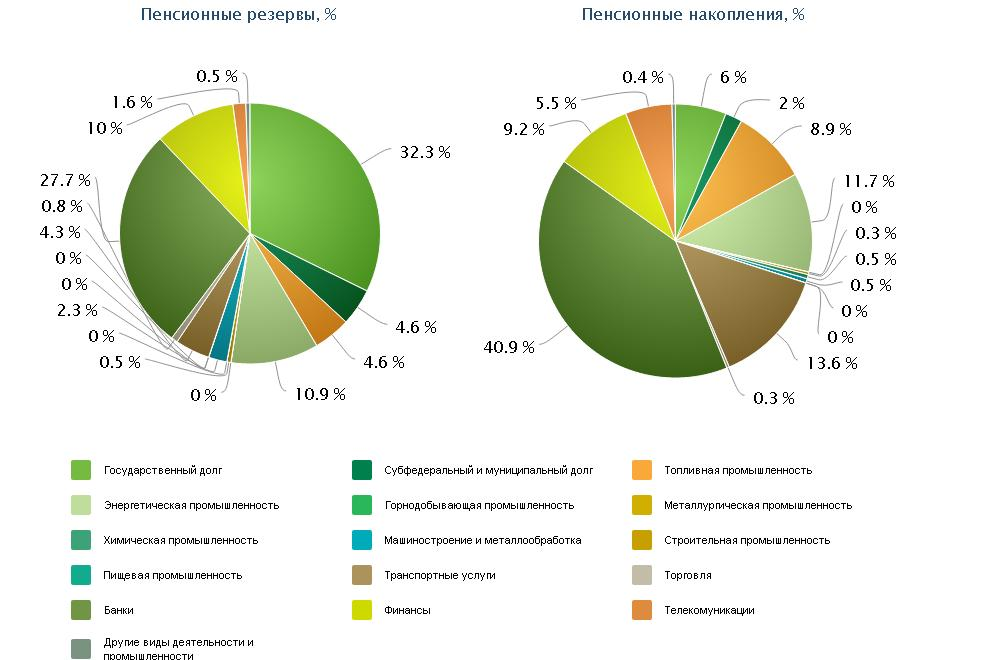 Пенсионные резервы, %
Пенсионные накопления, %
0.5 %
1.6 %
10 %
27.7 %
0.8 %
4.3 %
0 %
0 %
2.3 %
0 %
0.5 %
0 %
10.9 %
4.6 %
4.6 %
32.3 %
0.4 %
5.5 %
9.2 %
40.9 %
6 %
2 %
8.9 %
11.7 %
0 %
0.3 %
0.5 %
0.5 %
0 %
0 %
13.6 %
0.3 %
Государственный долг
Субфедеральный и муниципальный долг
Топливная промышленность
Энергетическая промышленность
Горнодобывающая промышленность
Металлургическая промышленность
Химическая промышленность
Машиностроение и металлообработка
Строительная промышленность
Пищевая промышленность
Транспортные услуги
Торговля
Банки
Финансы
Телекомуникации
Другие виды деятельности и
промышленности